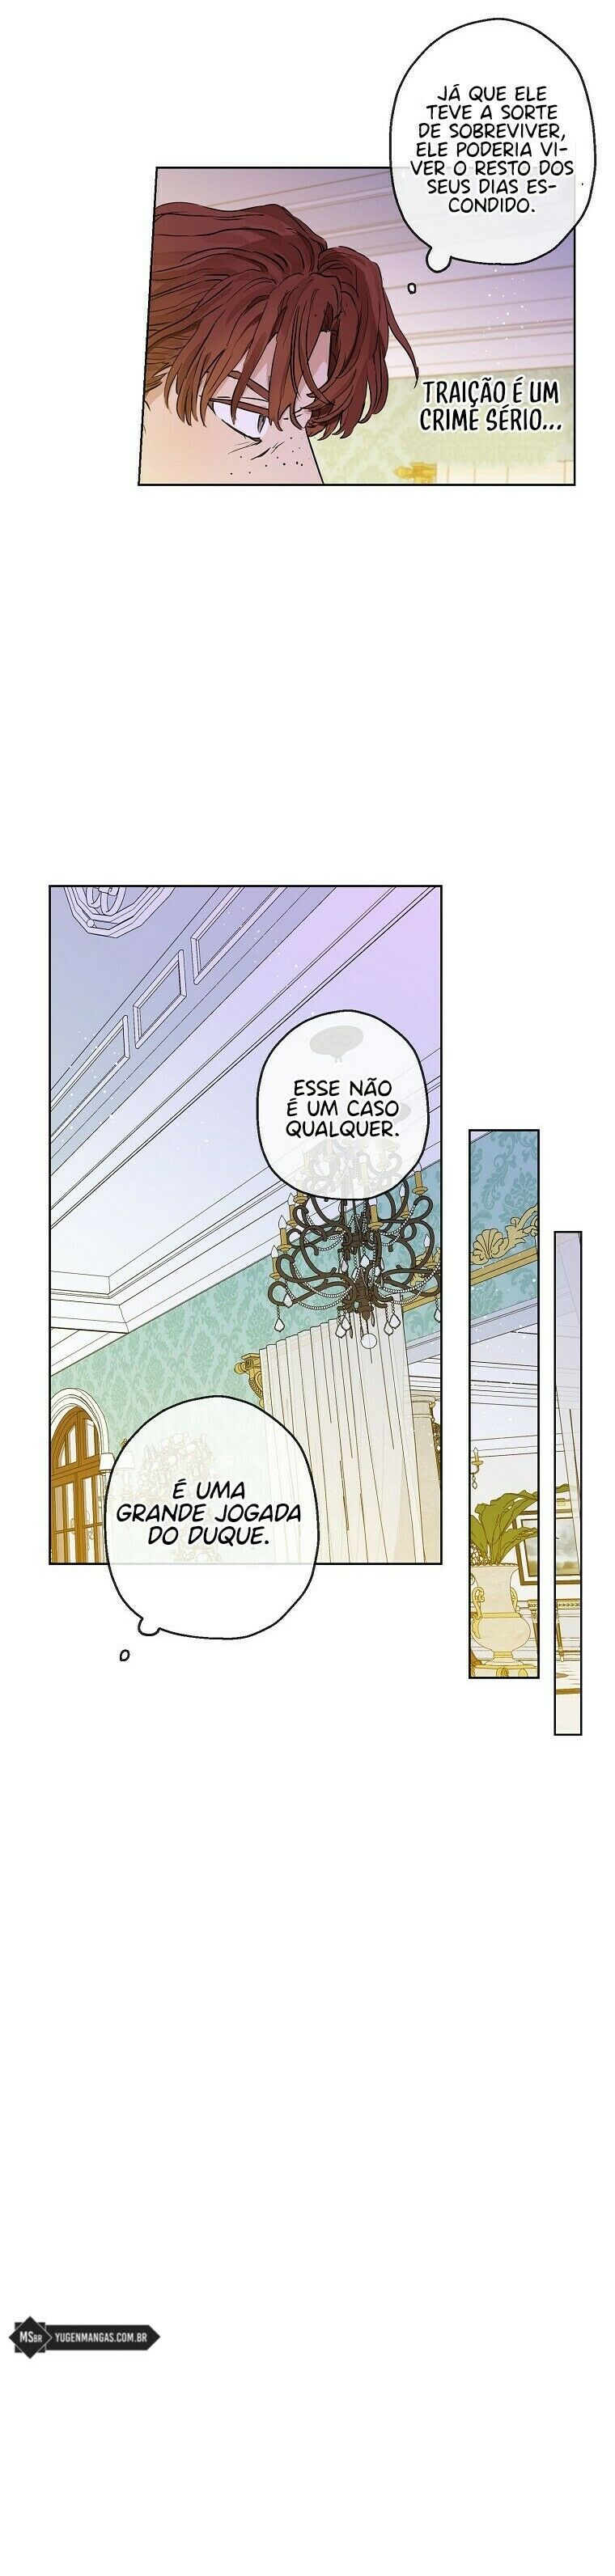 JÁ QUE ELE
TEVE A SORTE
DE SOBREVIVER,
ELE PODERIA VI-
VER O RESTO DOS
SEUS DIAS ES-
CONDIDO.
TRAIÇÃO É UM
CRIME SÉRIO...
ESSE NÃO
É UM CASO
QUALQUER.
É UMA
GRANDE JOGADA
DO DUQUE.
MSBR YUGENMANGAS.COM.BR